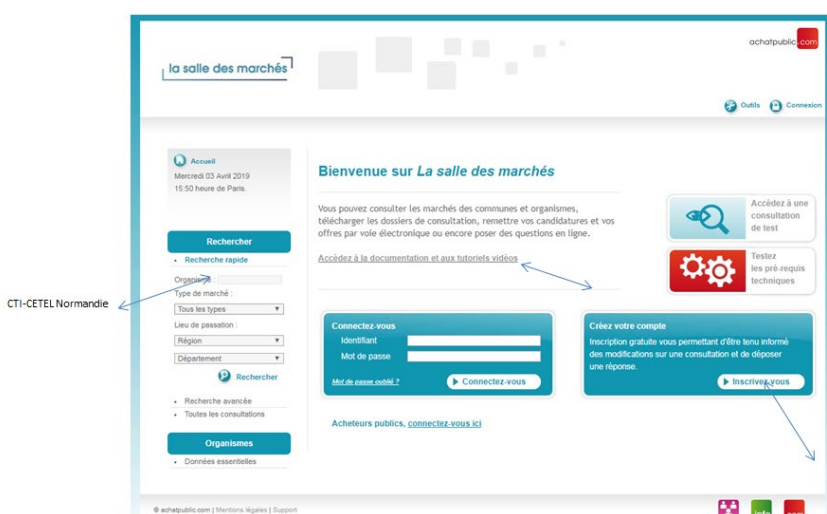 achatpublic.com
la salle des marchés
Outils Connexion
Accueil
Mercredi 03 Avril 2019
15:50 heure de Paris.
Bienvenue sur La salle des marchés
Vous pouvez consulter les marchés des communes et organismes,
télécharger les dossiers de consultation, remettre vos candidatures et vos
offres par voie électronique ou encore poser des questions en ligne.
Accédez à la documentation et aux tutoriels vidéos
Accédez à une
consultation
de test
Testez
les pré-requis
techniques
Rechercher
Recherche rapide
Organisme :
CTI-CETEL Normandie
Type de marché :
Tous les types
Lieu de passation :
Région
Département
Rechercher
Recherche avancée
Toutes les consultations
Organismes
Données essentielles
Connectez-vous
Identifiant
Mot de passe
Mot de passe oublié ?
Connectez-vous
Créez votre compte
Inscription gratuite vous permettant d'être tenu informé
des modifications sur une consultation et de déposer
une réponse.
Inscrivez-vous
Acheteurs publics, connectez-vous ici
© achatpublic.com | Mentions légales | Support
info
com